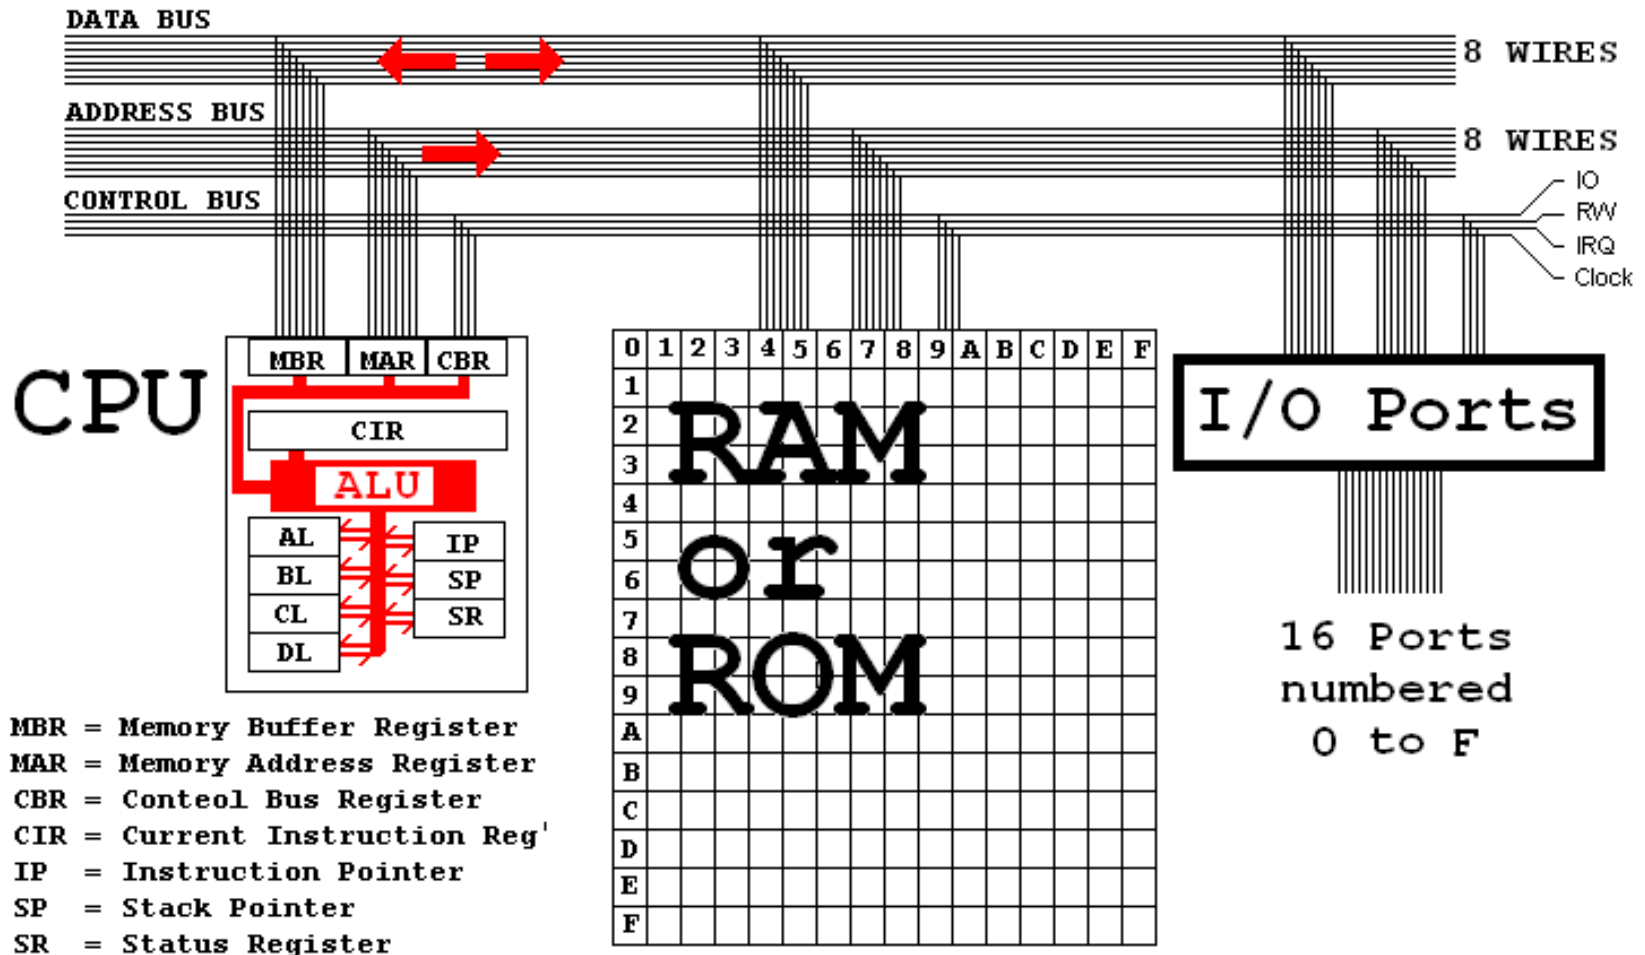 DATA BUS
8 WIRES
ADDRESS BUS
8 WIRES
IO
CONTROL BUS
RW
IRQ
Clock
CPU
MBR MAR CBR
CIR
ALU
AL
BL
CL
DL
IP
SP
SR
0 1 2 3 4 5 6 7 8 9 A B C D E F
1
2
3
4
5
6
7
8
9
A
B
C
D
E
F
RAM
or
ROM
I/O Ports
16 Ports
numbered
0 to F
MBR = Memory Buffer Register
MAR = Memory Address Register
CBR = Conteol Bus Register
CIR = Current Instruction Reg'
IP = Instruction Pointer
SP = Stack Pointer
SR = Status Register